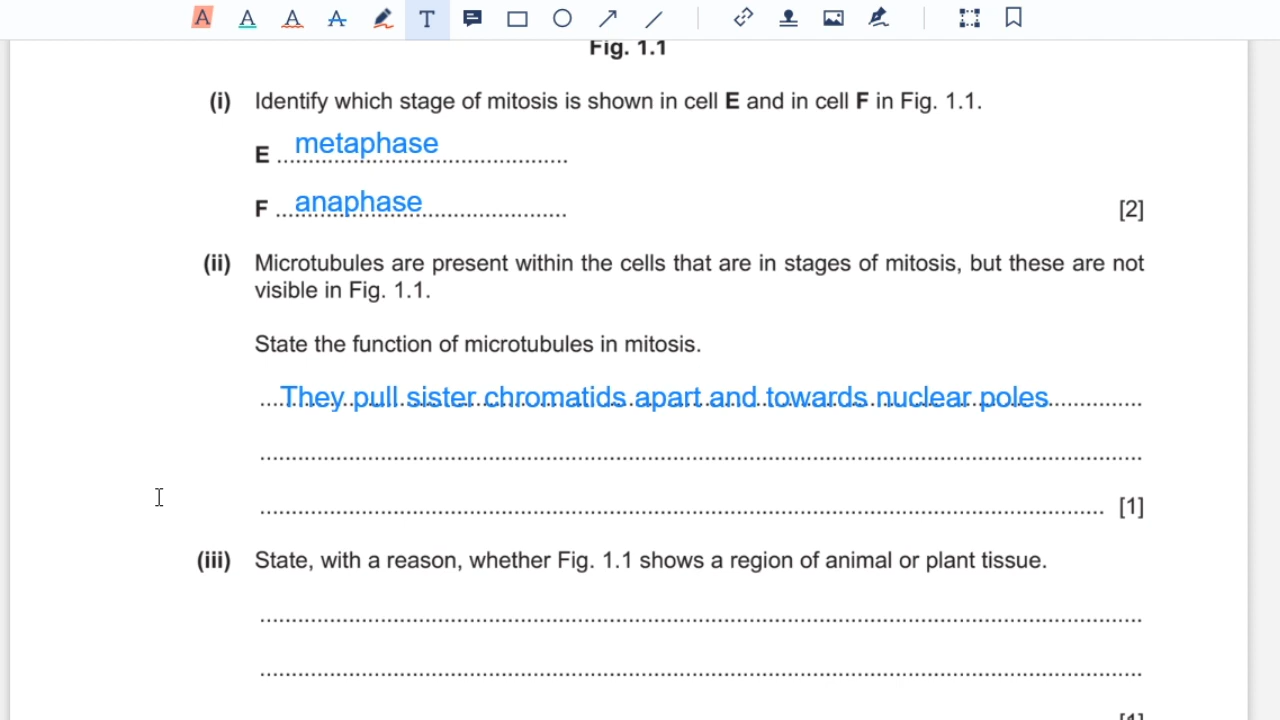 Fig. 1.1
(i) Identify which stage of mitosis is shown in cell E and in cell F in Fig. 1.1.
E metaphase
F anaphase [2]
(ii) Microtubules are present within the cells that are in stages of mitosis, but these are not
visible in Fig. 1.1.
State the function of microtubules in mitosis.
They pull sister chromatids apart and towards nuclear poles
[1]
(iii) State, with a reason, whether Fig. 1.1 shows a region of animal or plant tissue.